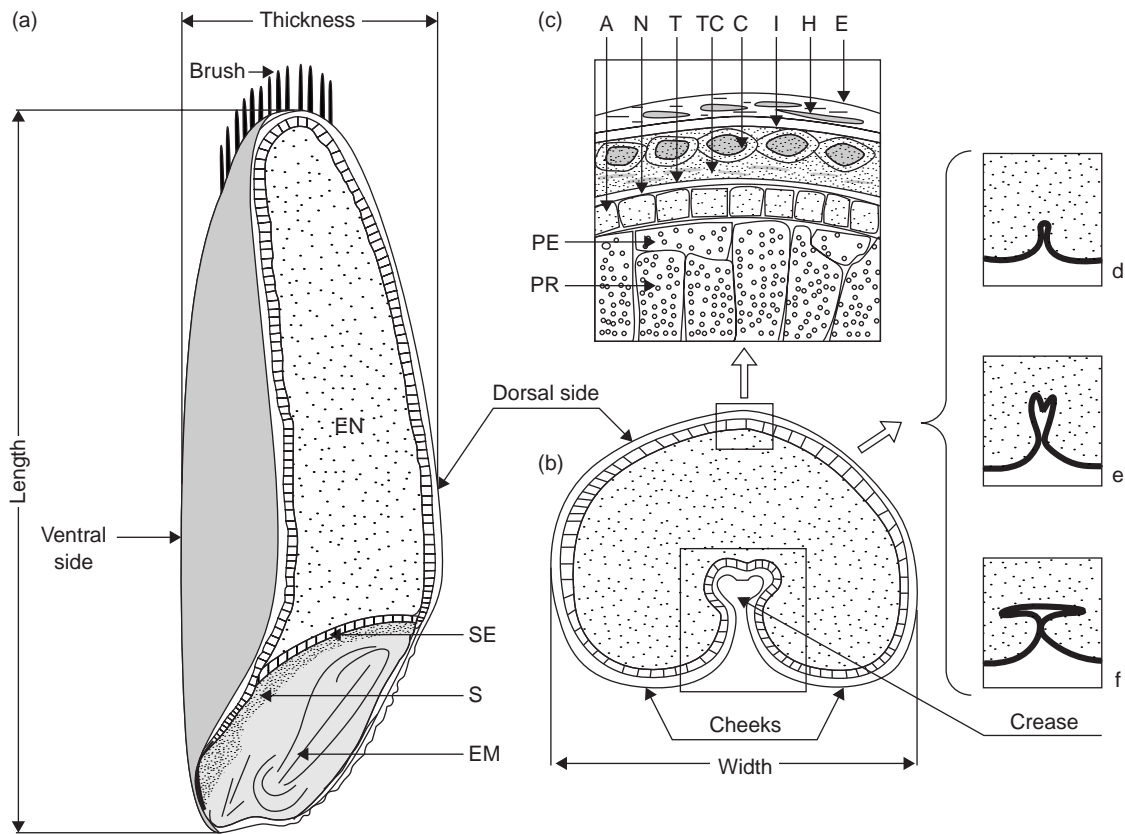 (a)
Thickness
Brush
Length
Ventral
side
EN
Dorsal side
SE
S
EM
(c)
A N T TC C I H E
PE
PR
(b)
Cheeks
Width
Crease
d
e
f